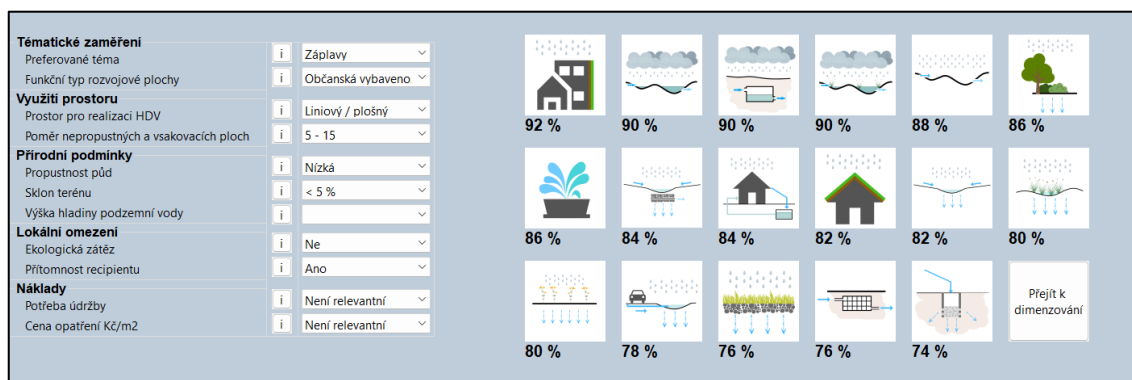 Tématické zaměření
Preferované téma i Záplavy
Funkční typ rozvojové plochy i Občanská vybaveno
Využití prostoru
Prostor pro realizaci HDV i Liniový / plošný
Poměr nepropustných a vsakovacích ploch i 5 - 15
Přírodní podmínky
Propustnost půd i Nízká
Sklon terénu i < 5 %
Výška hladiny podzemní vody i
Lokální omezení
Ekologická zátěz i Ne
Přítomnost recipientu i Ano
Náklady
Potřeba údržby i Není relevantní
Cena opatření Kč/m2 i Není relevantní
92 % 90 % 90 % 90 % 88 % 86 %
86 % 84 % 84 % 82 % 82 % 80 %
80 % 78 % 76 % 76 % 74 %
Přejít k
dimenzování